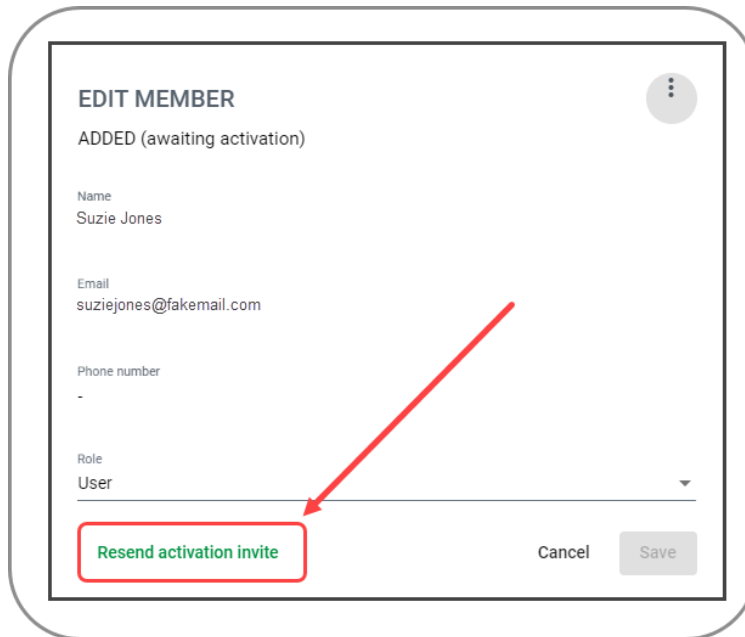 EDIT MEMBER
ADDED (awaiting activation)
Name
Suzie Jones
Email
suziejones@fakemail.com
Phone number
-
Role
User
Resend activation invite
Cancel
Save